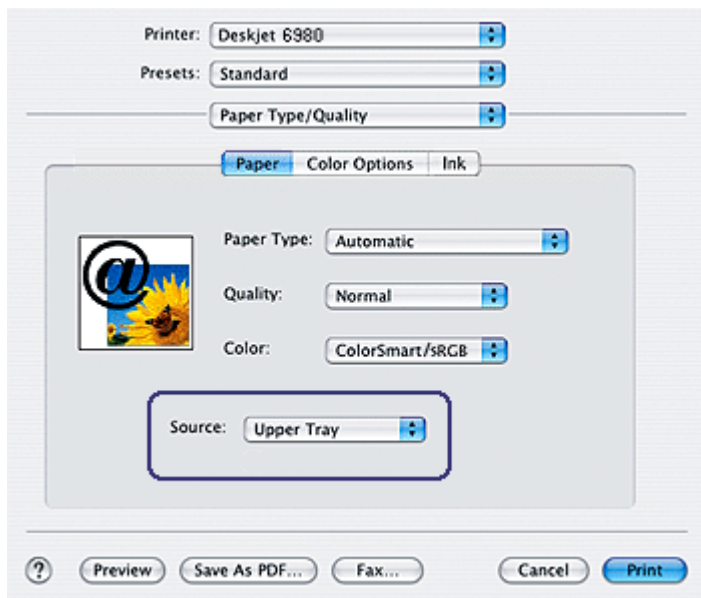 Printer: Deskjet 6980
Presets: Standard
Paper Type/Quality
Paper Color Options Ink
@
Paper Type: Automatic
Quality: Normal
Color: ColorSmart/sRGB
Source: Upper Tray
? Preview Save As PDF... Fax... Cancel Print